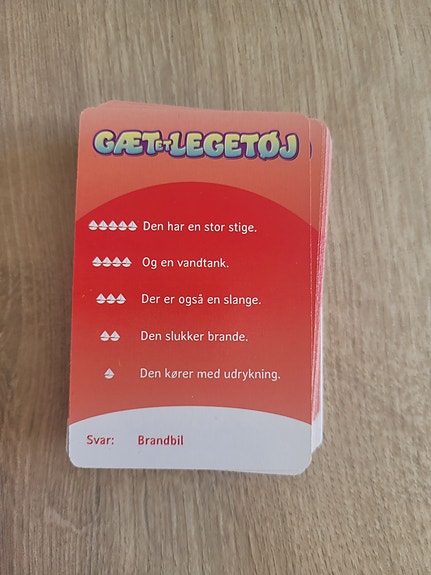 GÆT ET LEGETØJ
Den har en stor stige.
Og en vandtank.
Der er også en slange.
Den slukker brande.
Den kører med udrykning.
Svar: Brandbil